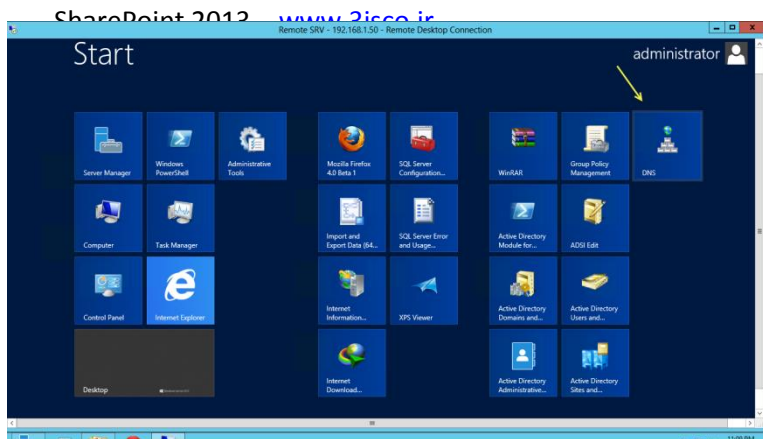 SharePoint 2013 www.3isco.ir
Remote SRV - 192.168.1.50 - Remote Desktop Connection
Start
administrator
Server Manager
Windows PowerShell
Administrative Tools
Mozilla Firefox 4.0 Beta 1
SQL Server Configuration...
WinRAR
Group Policy Management
DNS
Computer
Task Manager
Import and Export Data (64...
SQL Server Error and Usage...
Active Directory Module for...
ADSI Edit
Control Panel
Internet Explorer
Internet Information...
XPS Viewer
Active Directory Domains and...
Active Directory Users and...
Desktop
Internet Download...
Active Directory Administrative...
Active Directory Sites and...
11:00 PM